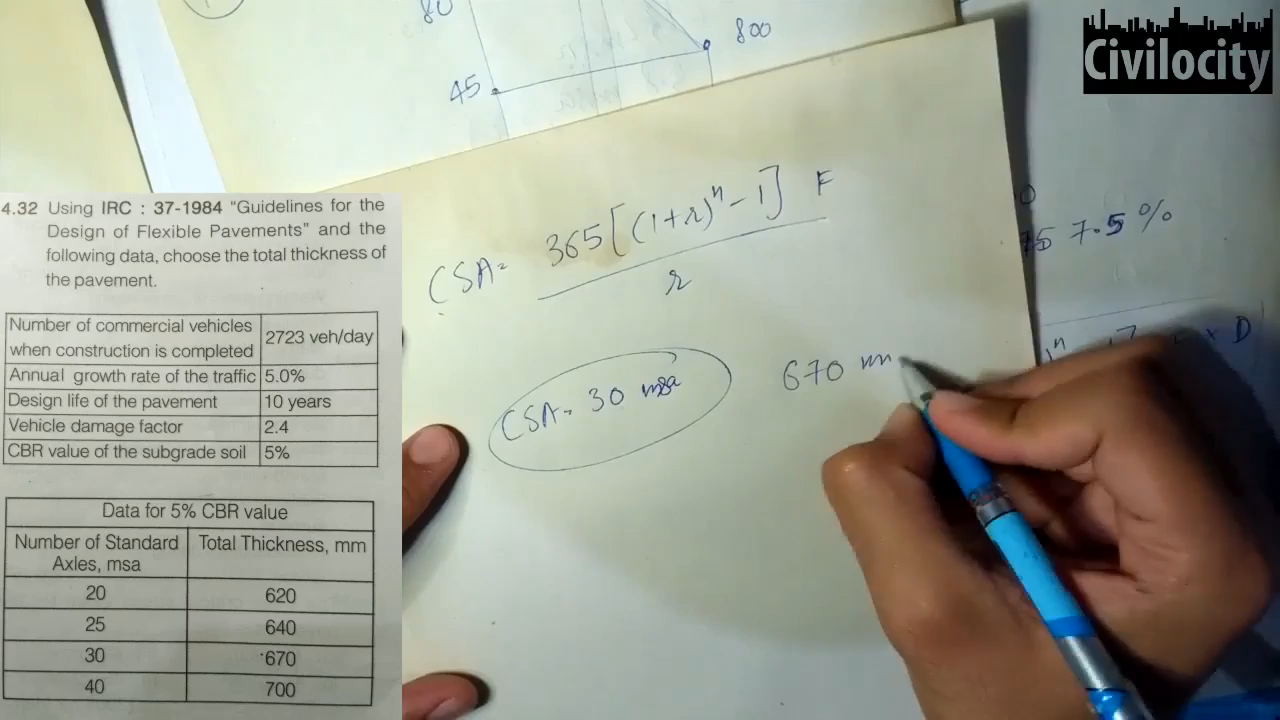 80
800
45
Civilocity
4.32 Using IRC : 37-1984 "Guidelines for the
Design of Flexible Pavements" and the
following data, choose the total thickness of
the pavement.
Number of commercial vehicles
when construction is completed 2723 veh/day
Annual growth rate of the traffic 5.0%
Design life of the pavement 10 years
Vehicle damage factor 2.4
CBR value of the subgrade soil 5%
Data for 5% CBR value
Number of Standard
Axles, msa Total Thickness, mm
20 620
25 640
30 670
40 700
CSA = 365[(1+r)^n - 1] F
r
CSA = 30 msa
670 mm
75 7.5%
x D